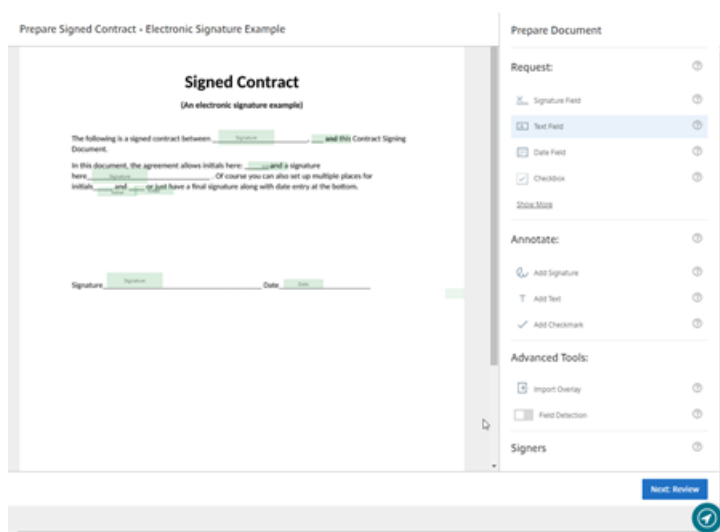 Prepare Signed Contract - Electronic Signature Example
Signed Contract
(An electronic signature example)
The following is a signed contract between Signature , and this Contract Signing
Document.
In this document, the agreement allows initials here: and a signature
here Signature . Of course you can also set up multiple places for
initials and or just have a final signature along with date entry at the bottom.
Signature Signature Date Date
Prepare Document
Request:
Signature Field
Text Field
Date Field
Checkbox
Show More
Annotate:
Add Signature
T Add Text
Add Checkmark
Advanced Tools:
Import Overlay
Field Detection
Signers
Next: Review